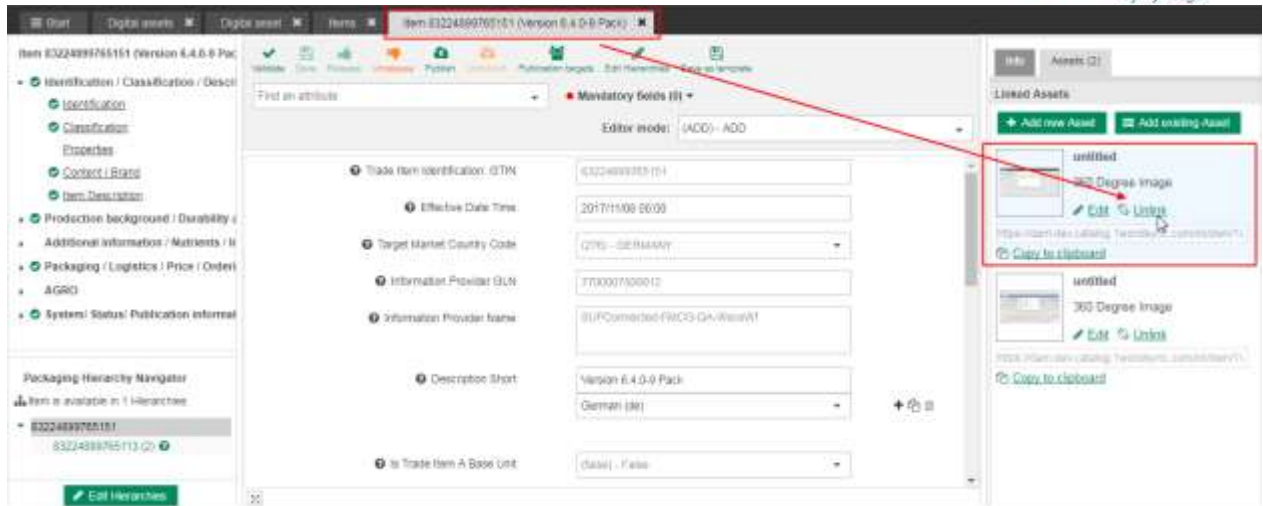 Start
Digital assets
Digital asset
Items
Item 83224899765151 (Version 6.4.0-9 Pack)
Item 83224899765151 (Version 6.4.0-9 Pac
Validate
Save
Release
Publish
Publication targets
Edit Hierarchies
Save as template
Identification / Classification / Descri
Identification
Classification
Properties
Content / Brand
Item Description
Production background / Durability
Additional information / Nutrients / I
Packaging / Logistics / Price / Orderi
AGRO
System/ Status/ Publication informat
Packaging Hierarchy Navigator
Item is available in 1 Hierarchies
83224899765151
83224899765113 (2)
Edit Hierarchies
Find an attribute
Mandatory fields (0)
Editor mode:
(ADD) - ADD
Trade Item Identification: GTIN
83224899765151
Effective Date Time
2017/11/08 00:00
Target Market Country Code
(276) - GERMANY
Information Provider GLN
Information Provider Name
Description Short
Version 6.4.0-9 Pack
German (de)
Is Trade Item A Base Unit
(false) - False
Info
Assets (2)
Linked Assets
Add new Asset
Add existing Asset
untitled
360 Degree Image
Edit
Unlink
Copy to clipboard
untitled
360 Degree Image
Edit
Unlink
Copy to clipboard